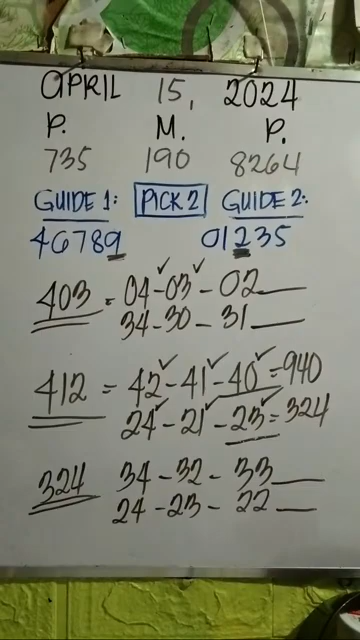 APRIL 15, 2024
P. M. P.
735 190 8264
GUIDE 1: PICK 2 GUIDE 2:
46789 01235
403 = 04-03-02
34-30-31
412 = 42-41-40=940
24-21-23=324
324 34-32-33
24-23-22